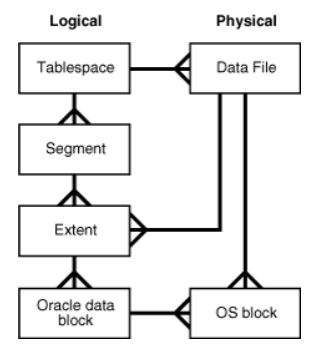 Logical Physical
Tablespace Data File
Segment
Extent
Oracle data
block
OS block